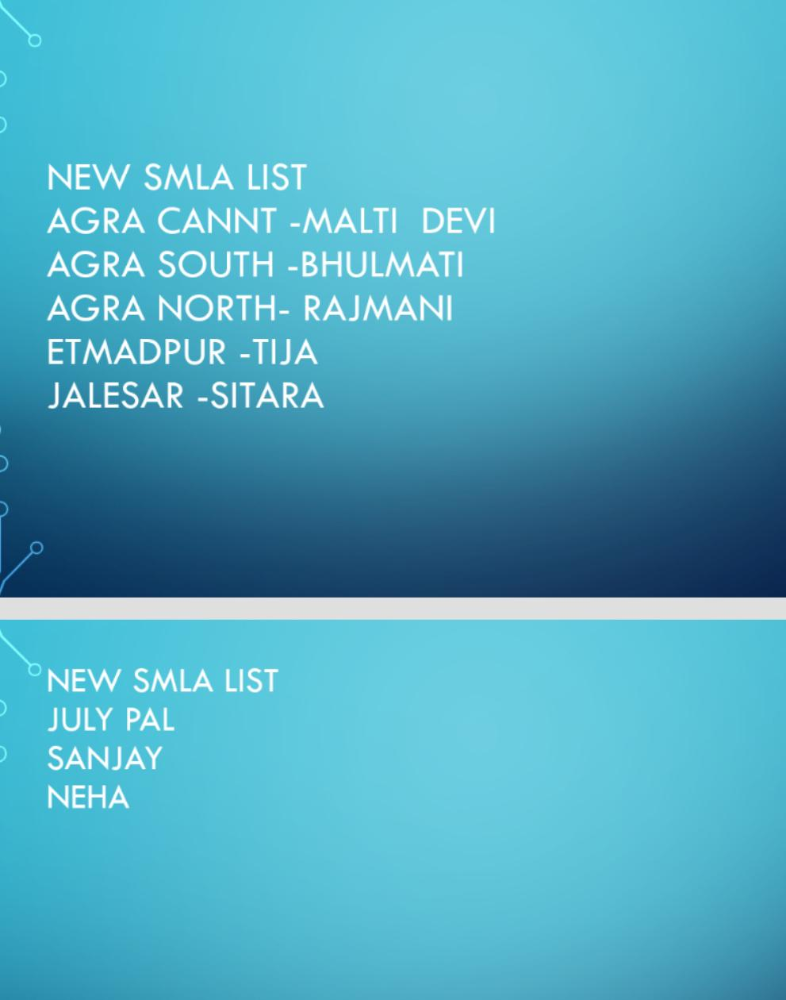 NEW SMLA LIST
AGRA CANNT -MALTI  DEVI
AGRA SOUTH -BHULMATI
AGRA NORTH- RAJMANI
ETMADPUR -TIJA
JALESAR -SITARA
NEW SMLA LIST
JULY PAL
SANJAY
NEHA